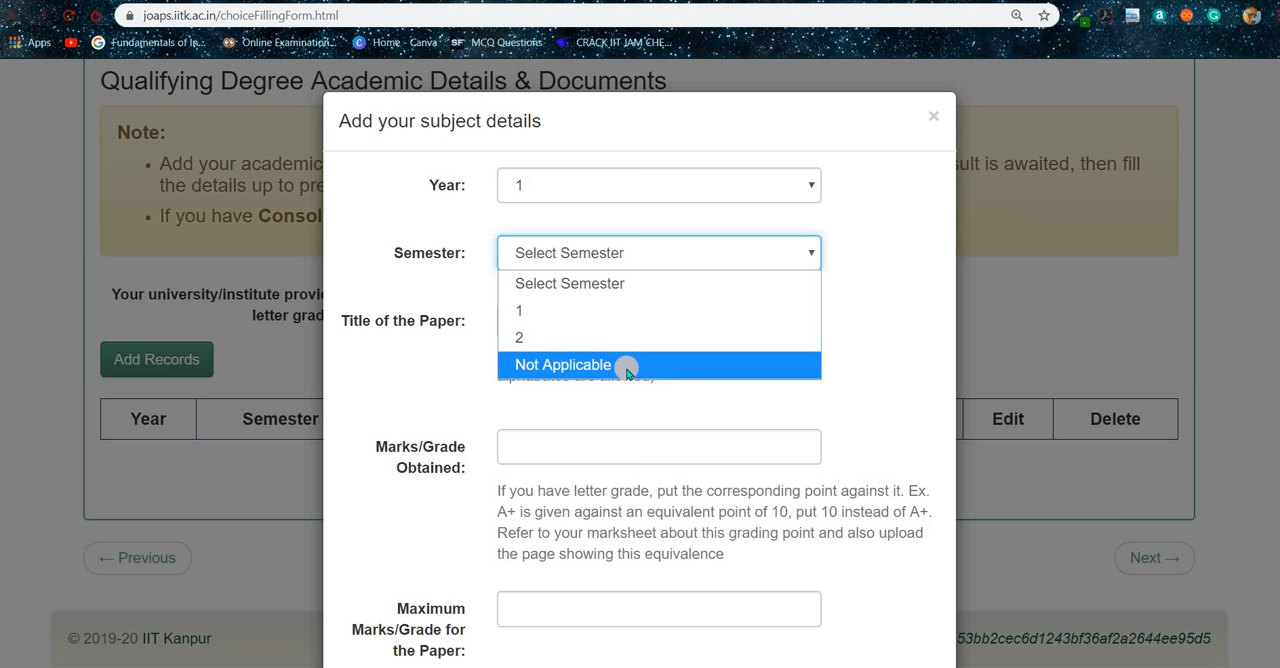 joaps.iitk.ac.in/choiceFillingForm.html
Apps
Fundamentals of In...
Online Examination...
Home - Canva
SF MCQ Questions
CRACK IIT JAM CHE...
Qualifying Degree Academic Details & Documents
Note:
• Add your academic
sult is awaited, then fill
the details up to pre
• If you have Consol
Your university/institute provi
letter grad
Add Records
Year Semester Edit Delete
← Previous
Next →
© 2019-20 IIT Kanpur
53bb2cec6d1243bf36af2a2644ee95d5
Add your subject details
×
Year: 1
Semester: Select Semester
Select Semester
1
2
Not Applicable
Title of the Paper:
Marks/Grade
Obtained:
If you have letter grade, put the corresponding point against it. Ex.
A+ is given against an equivalent point of 10, put 10 instead of A+.
Refer to your marksheet about this grading point and also upload
the page showing this equivalence
Maximum
Marks/Grade for
the Paper: